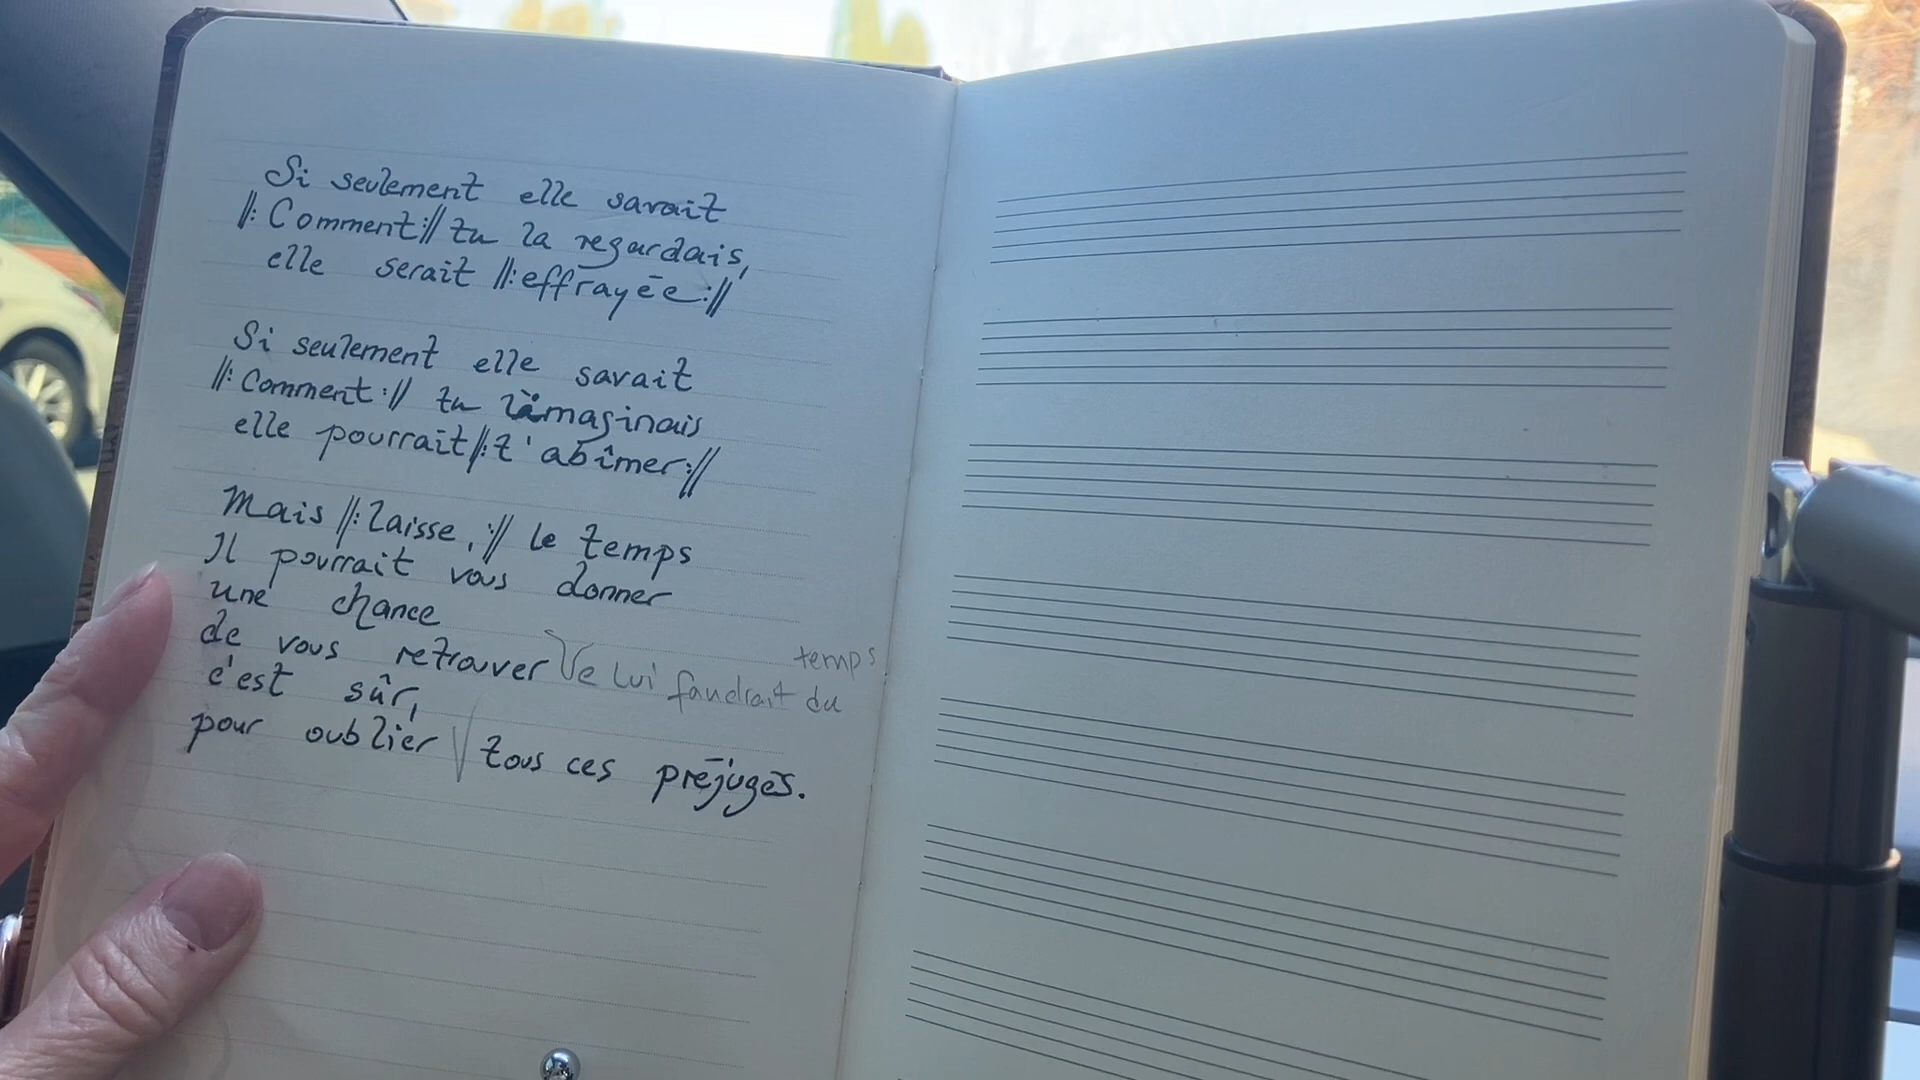 Si seulement elle savait
||: Comment :|| tu la regardais,
elle serait ||: effrayée :||
Si seulement elle savait
||: Comment :|| tu l'imaginais
elle pourrait ||: t'abîmer :||
Mais ||: laisse, :|| le temps
Il pourrait vous donner
une chance
de vous retrouver
temps
lui faudrait du
c'est sûr,
pour oublier tous ces préjugés.